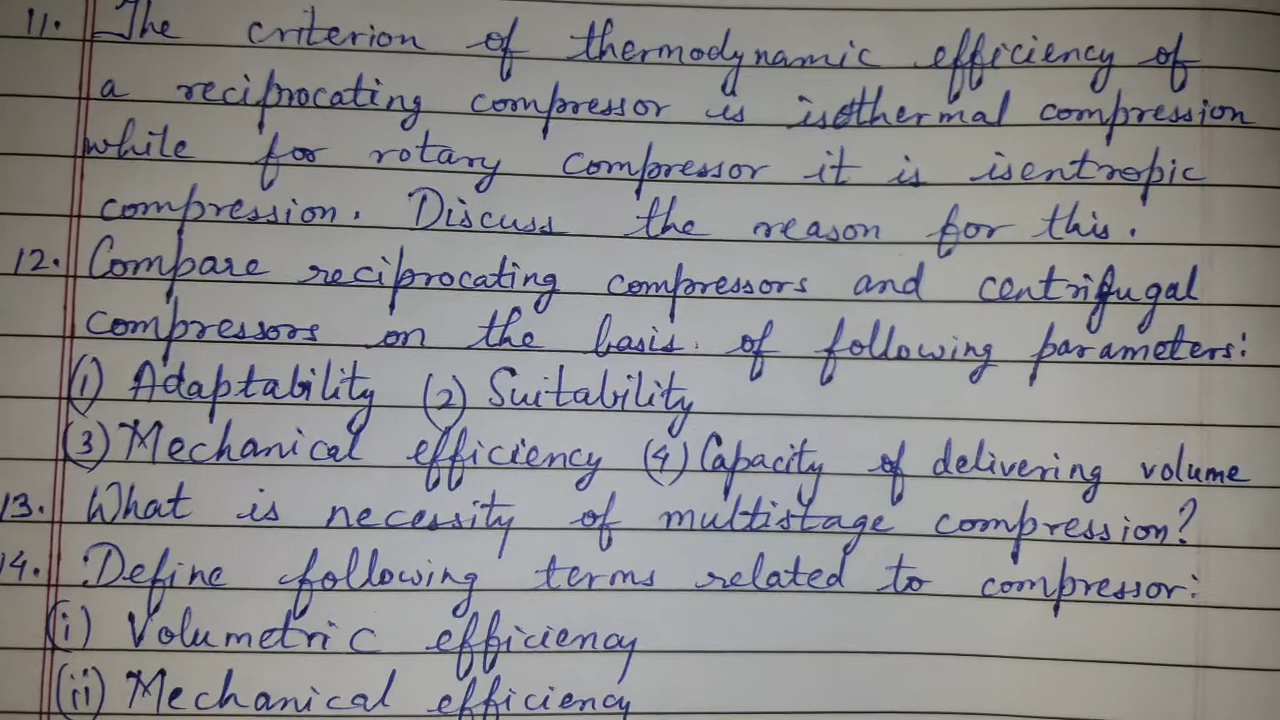 11. The criterion of thermodynamic efficiency of
a reciprocating compressor is isothermal compression
while for rotary compressor it is isentropic
compression. Discuss the reason for this.
12. Compare reciprocating compressors and centrifugal
compressors on the basis of following parameters:
(1) Adaptability (2) Suitability
(3) Mechanical efficiency (4) Capacity of delivering volume
13. What is necessity of multistage compression?
14. Define following terms related to compressor:
(i) Volumetric efficiency
(ii) Mechanical efficiency